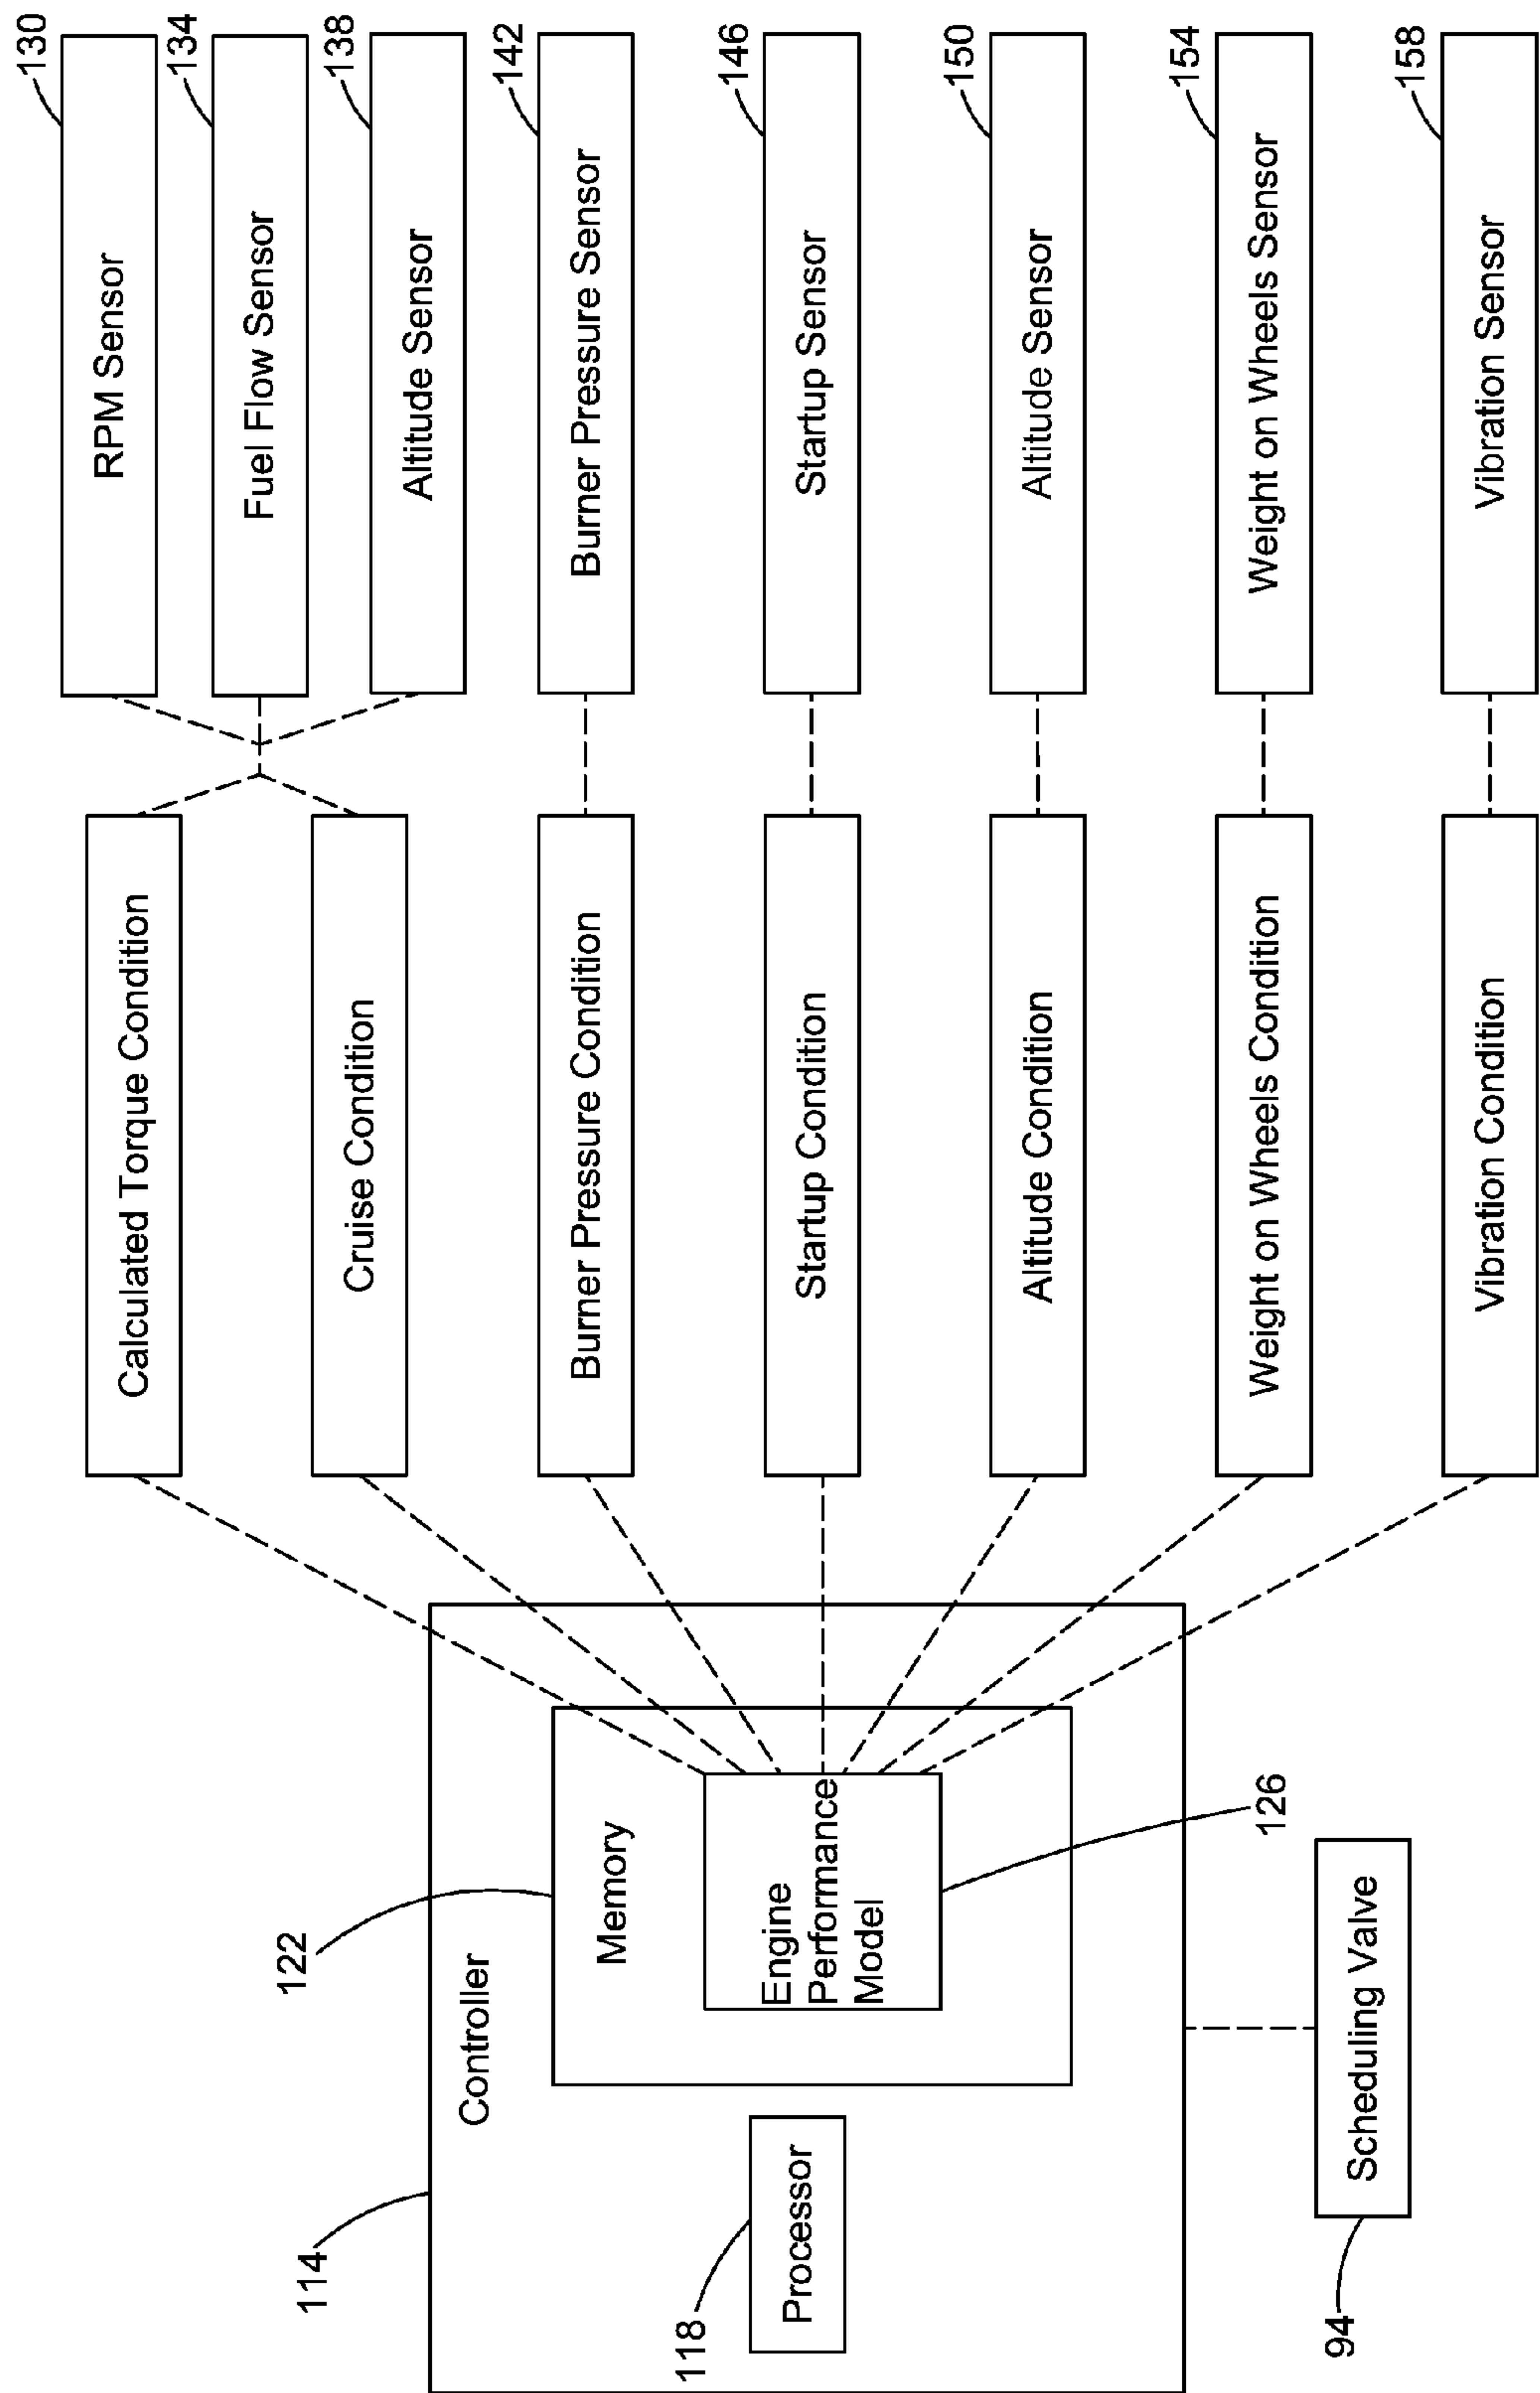 114
Controller
122
Memory
Engine
Performance
Model
126
118
Processor
94
Scheduling Valve
Calculated Torque Condition
Cruise Condition
Burner Pressure Condition
Startup Condition
Altitude Condition
Weight on Wheels Condition
Vibration Condition
130
RPM Sensor
134
Fuel Flow Sensor
138
Altitude Sensor
142
Burner Pressure Sensor
146
Startup Sensor
150
Altitude Sensor
154
Weight on Wheels Sensor
158
Vibration Sensor